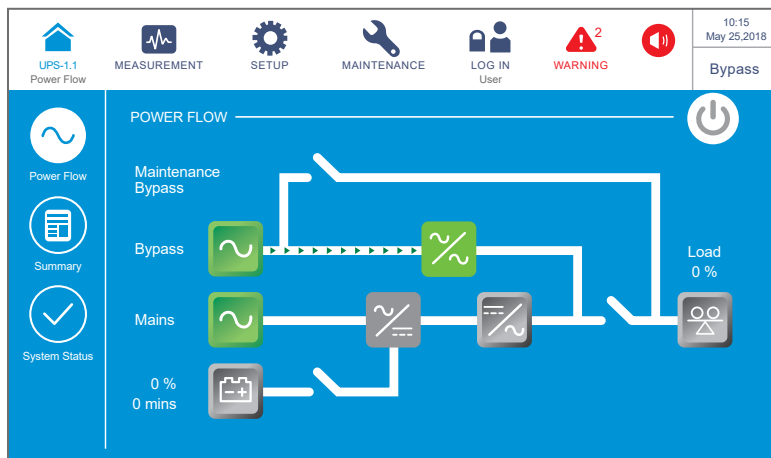 UPS-1.1
Power Flow
MEASUREMENT
SETUP
MAINTENANCE
LOG IN
User
2
WARNING
10:15
May 25,2018
Bypass
POWER FLOW
Power Flow
Summary
System Status
Maintenance
Bypass
Bypass
Mains
0 %
0 mins
Load
0 %